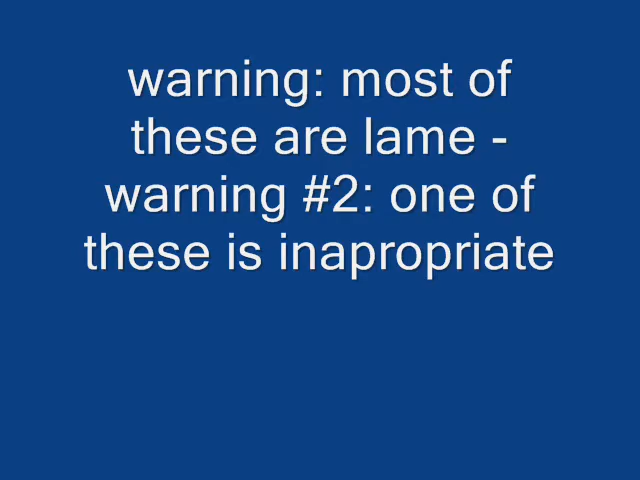 warning: most of
these are lame -
warning #2: one of
these is inapropriate